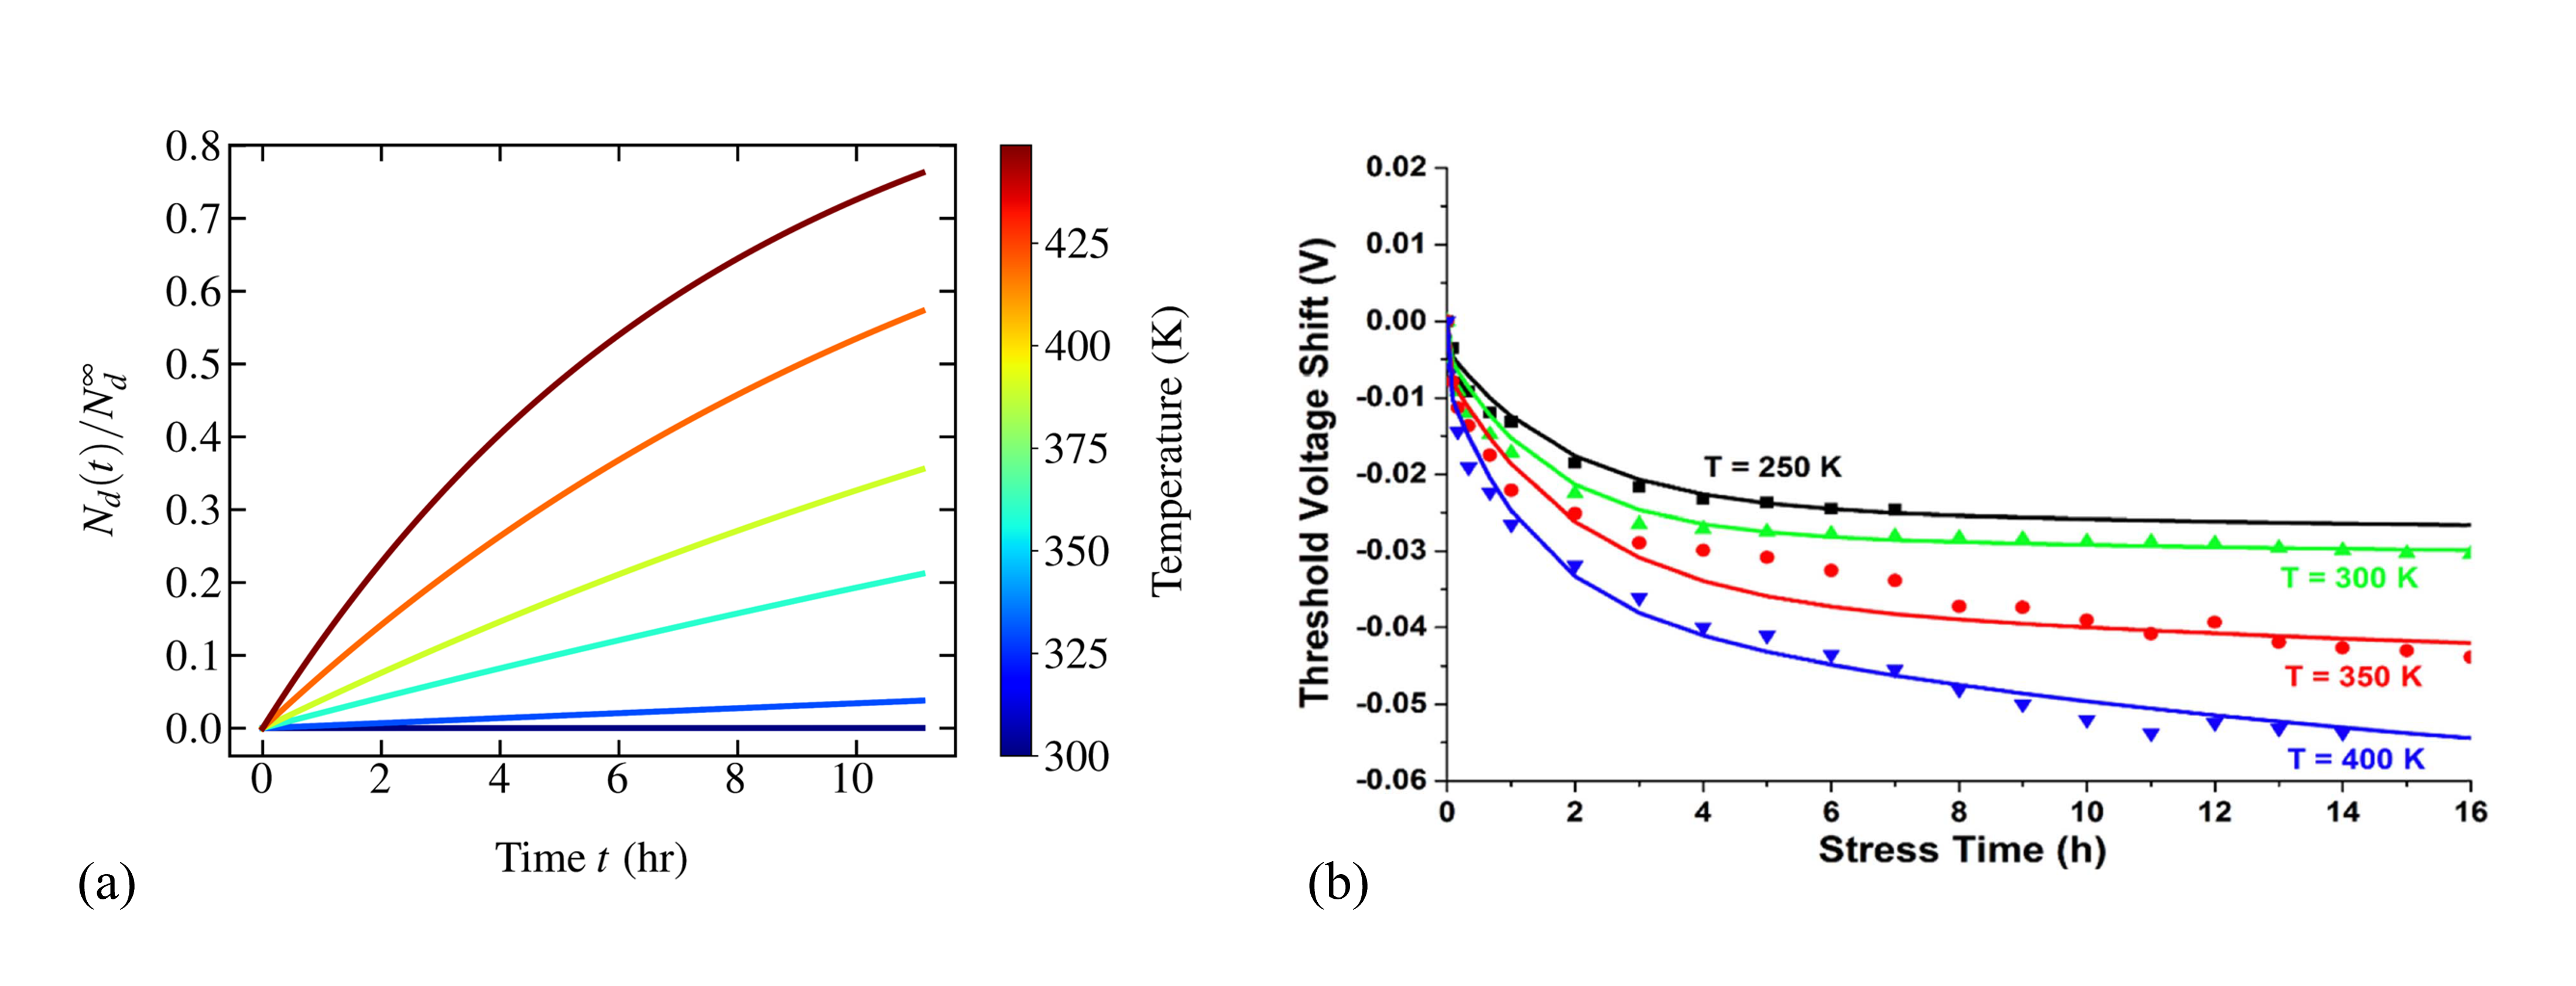 0.8
0.7
0.6
0.5
0.4
0.3
0.2
0.1
0.0
N_d(t)/N_d^∞
0 2 4 6 8 10
Time t (hr)
425
400
375
350
325
300
Temperature (K)
(a)
0.02
0.01
0.00
-0.01
-0.02
-0.03
-0.04
-0.05
-0.06
Threshold Voltage Shift (V)
T = 250 K
T = 300 K
T = 350 K
T = 400 K
0 2 4 6 8 10 12 14 16
Stress Time (h)
(b)